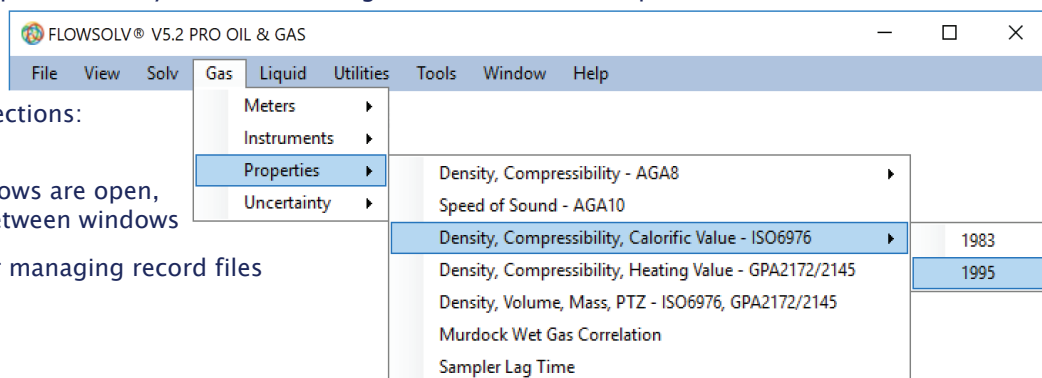 FLOWSOLV® V5.2 PRO OIL & GAS
File View Solv Gas Liquid Utilities Tools Window Help
ections:
ows are open,
etween windows
managing record files
Meters
Instruments
Properties
Uncertainty
Density, Compressibility - AGA8
Speed of Sound - AGA10
Density, Compressibility, Calorific Value - ISO6976
Density, Compressibility, Heating Value - GPA2172/2145
Density, Volume, Mass, PTZ - ISO6976, GPA2172/2145
Murdock Wet Gas Correlation
Sampler Lag Time
1983
1995